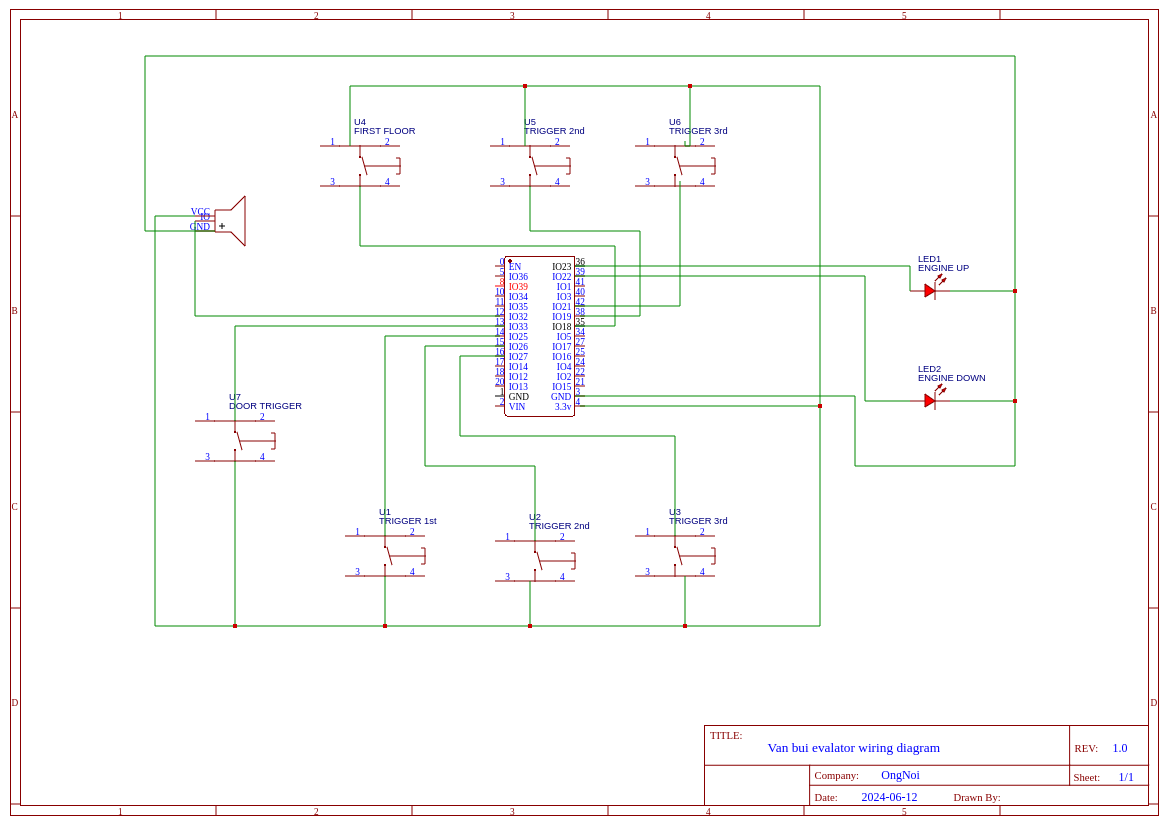 1 2 3 4 5
A A
U4
FIRST FLOOR
1 2
3 4
U5
TRIGGER 2nd
1 2
3 4
U6
TRIGGER 3rd
1 2
3 4
VCC
IO
GND
B B
0 EN IO23 36
5 IO36 IO22 39
8 IO39 IO1 41
10 IO34 IO3 40
11 IO35 IO21 42
12 IO32 IO19 38
13 IO33 IO18 35
14 IO25 IO5 34
15 IO26 IO17 27
16 IO27 IO16 25
17 IO14 IO4 24
18 IO12 IO2 22
20 IO13 IO15 21
1 GND GND 3
2 VIN 3.3v 4
LED1
ENGINE UP
LED2
ENGINE DOWN
U7
DOOR TRIGGER
1 2
3 4
C C
U1
TRIGGER 1st
1 2
3 4
U2
TRIGGER 2nd
1 2
3 4
U3
TRIGGER 3rd
1 2
3 4
D D
TITLE:
Van bui evalator wiring diagram
REV: 1.0
Company: OngNoi
Sheet: 1/1
Date: 2024-06-12 Drawn By:
1 2 3 4 5